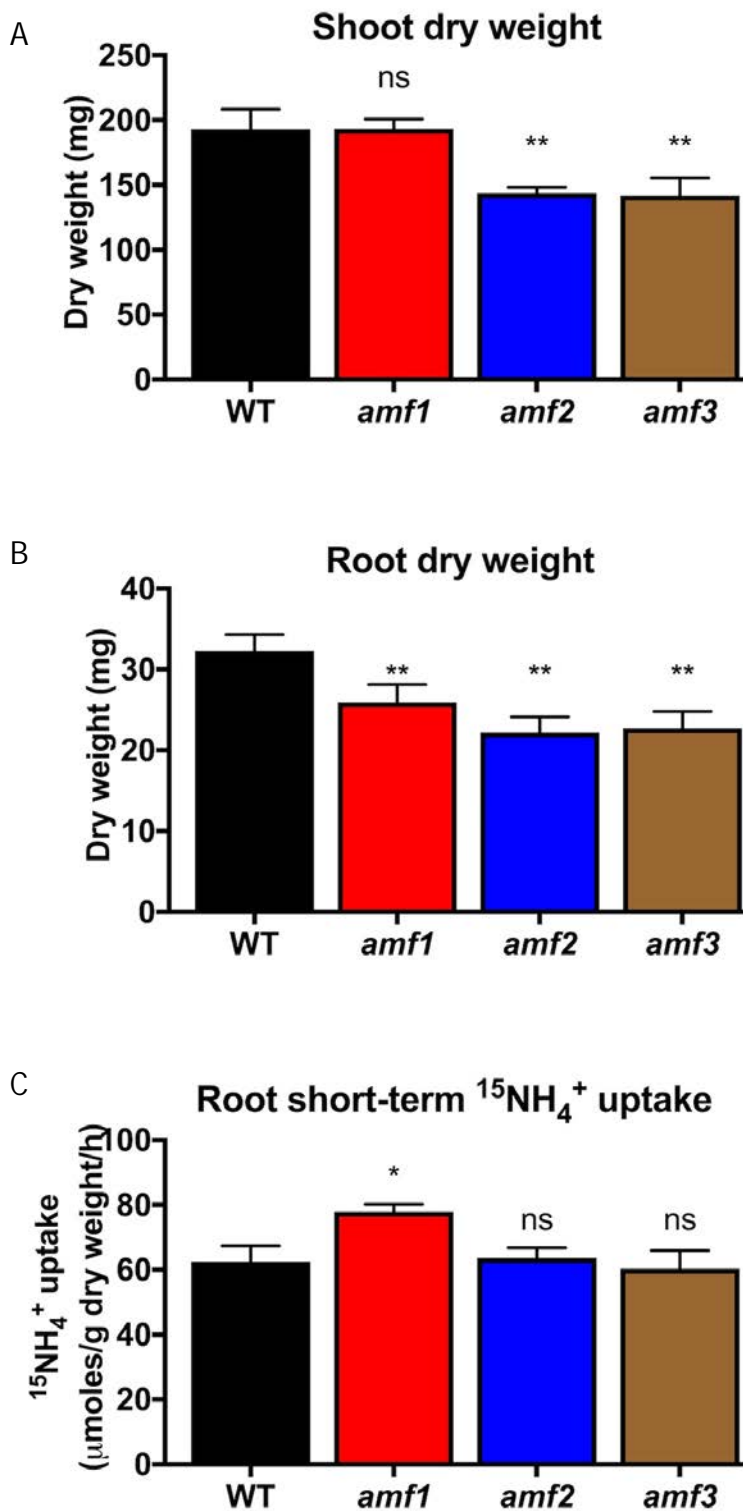 A
Shoot dry weight
Dry weight (mg)
250
200
150
100
50
0
ns
**
**
WT amf1 amf2 amf3
B
Root dry weight
Dry weight (mg)
40
30
20
10
0
**
**
**
WT amf1 amf2 amf3
C
Root short-term ¹⁵NH₄⁺ uptake
¹⁵NH₄⁺ uptake
(μmoles/g dry weight/h)
100
80
60
40
20
0
*
ns
ns
WT amf1 amf2 amf3